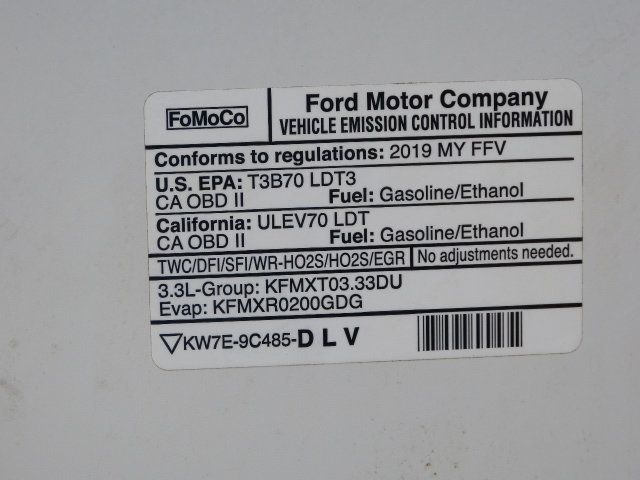 FoMoCo
Ford Motor Company
VEHICLE EMISSION CONTROL INFORMATION
Conforms to regulations: 2019 MY FFV
U.S. EPA: T3B70 LDT3
CA OBD II Fuel: Gasoline/Ethanol
California: ULEV70 LDT
CA OBD II Fuel: Gasoline/Ethanol
TWC/DFI/SFI/WR-HO2S/HO2S/EGR No adjustments needed.
3.3L-Group: KFMXT03.33DU
Evap: KFMXR0200GDG
KW7E-9C485-D L V